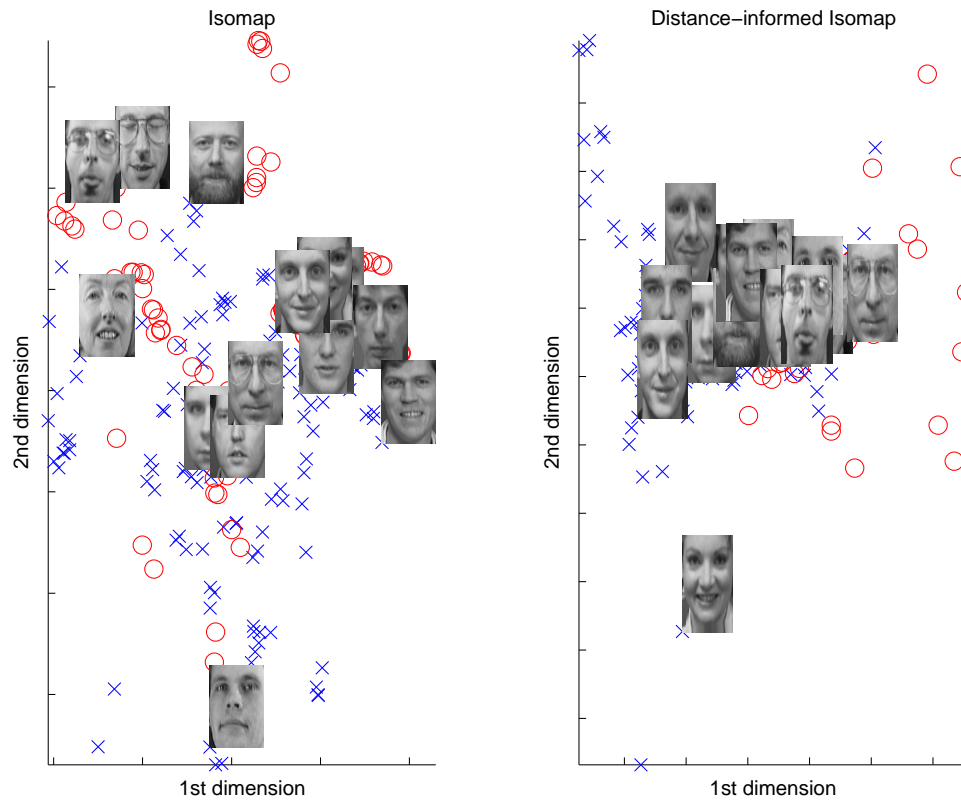 Isomap
2nd dimension
1st dimension
Distance−informed Isomap
2nd dimension
1st dimension